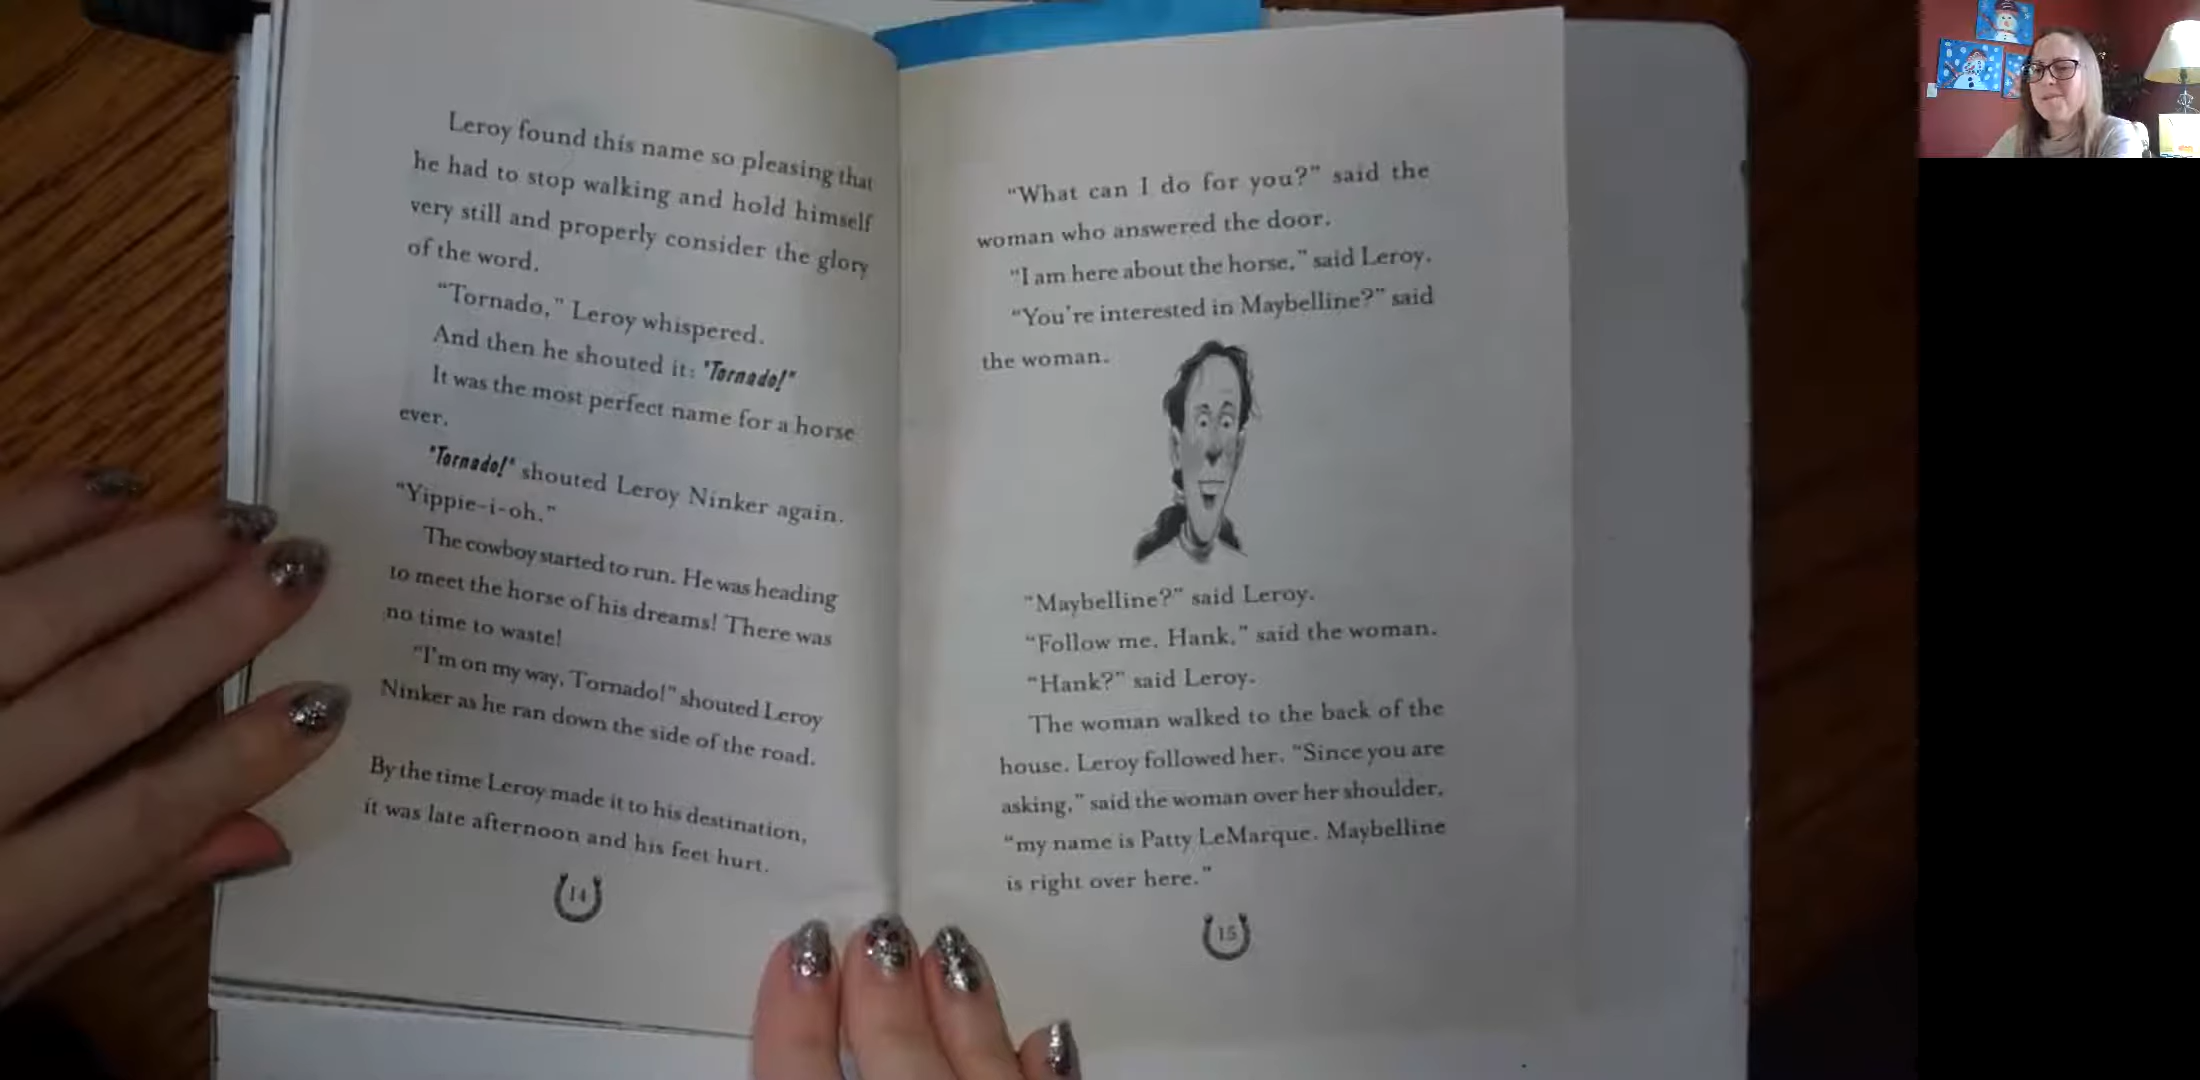 Leroy found this name so pleasing that
he had to stop walking and hold himself
very still and properly consider the glory
of the word.
“Tornado,” Leroy whispered.
And then he shouted it: "Tornado!"
It was the most perfect name for a horse
ever.
"Tornado!" shouted Leroy Ninker again.
“Yippie-i-oh.”
The cowboy started to run. He was heading
to meet the horse of his dreams! There was
no time to waste!
“I’m on my way, Tornado!” shouted Leroy
Ninker as he ran down the side of the road.
By the time Leroy made it to his destination,
it was late afternoon and his feet hurt.
14
“What can I do for you?” said the
woman who answered the door.
“I am here about the horse,” said Leroy.
“You’re interested in Maybelline?” said
the woman.
“Maybelline?” said Leroy.
“Follow me, Hank,” said the woman.
“Hank?” said Leroy.
The woman walked to the back of the
house. Leroy followed her. “Since you are
asking,” said the woman over her shoulder,
“my name is Patty LeMarque. Maybelline
is right over here.”
15